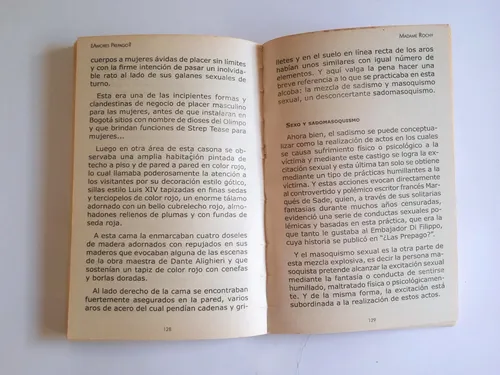 ¿AMORES PREPAGO?
cuerpos a mujeres ávidas de placer sin límites
y con la firme intención de pasar un inolvida-
ble rato al lado de sus galanes sexuales de
turno.
Esta era una de las incipientes formas y
clandestinas de negocio de placer masculino
para las mujeres, antes de que instalaran en
Bogotá sitios con nombre de dioses del Olimpo
y que brindan funciones de Strep Tease para
mujeres...
Luego en otro área de esta casona se ob-
servaba una amplia habitación pintada de
techo a piso y de pared a pared en color rojo,
la cual llamaba poderosamente la atención a
los visitantes por su decoración estilo gótico,
sillas estilo Luis XIV tapizadas en finas sedas
y terciopelos de color rojo, un enorme tálamo
adornado con un bello cubrelecho rojo, almo-
hadones rellenos de plumas y con fundas de
seda roja.
A esta cama la enmarcaban cuatro doseles
de madera adornados con repujados en sus
maderos que evocaban alguna de las escenas
de la obra maestra de Dante Alighieri y que
sostenían un tapiz de color rojo con cenefas
y borlas doradas.
Al lado derecho de la cama se encontraban
fuertemente asegurados en la pared, varios
aros de acero del cual pendían cadenas y gri-
128
MADAME ROCHY
lletes y en el suelo en línea recta de los aros
habían unos similares con igual número de
elementos. Y aquí valga la pena hacer una
breve referencia a lo que se practicaba en esta
alcoba: la mezcla de sadismo y masoquismo
sexual, un desconcertante sadomasoquismo.
SEXO Y SADOMASOQUISMO
Ahora bien, el sadismo se puede conceptua-
lizar como la realización de actos en los cuales
se causa sufrimiento físico o psicológico a la
víctima y mediante este castigo se logra la ex-
citación sexual y esta última tan solo se obtiene
mediante un tipo de prácticas humillantes a la
víctima. Y estas acciones evocan directamente
al controvertido y polémico escritor francés Mar-
qués de Sade, quien, a través de sus solitarias
fantasías durante muchos años censuradas,
evidenció una serie de conductas sexuales po-
lémicas y basadas en esta práctica, que era la
que tanto le gustaba al Embajador Di Filippo,
cuya historia se publicó en "¿Las Prepago?".
Y el masoquismo sexual es la otra parte de
esta mezcla explosiva, es decir la persona ma-
soquista pretende alcanzar la excitación sexual
mediante la fantasía o conducta de sentirse
humillado, maltratado física o psicológicamen-
te. Y de la misma forma, la excitación está
subordinada a la realización de estos actos.
129